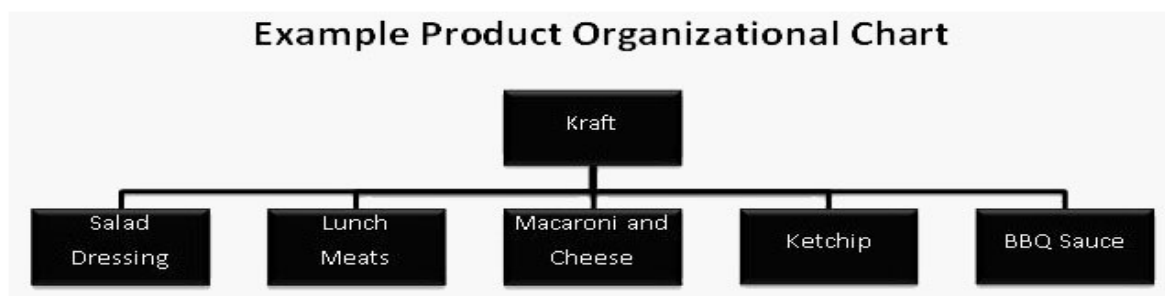 Example Product Organizational Chart
Kraft
Salad
Dressing
Lunch
Meats
Macaroni and
Cheese
Ketchip
BBQ Sauce